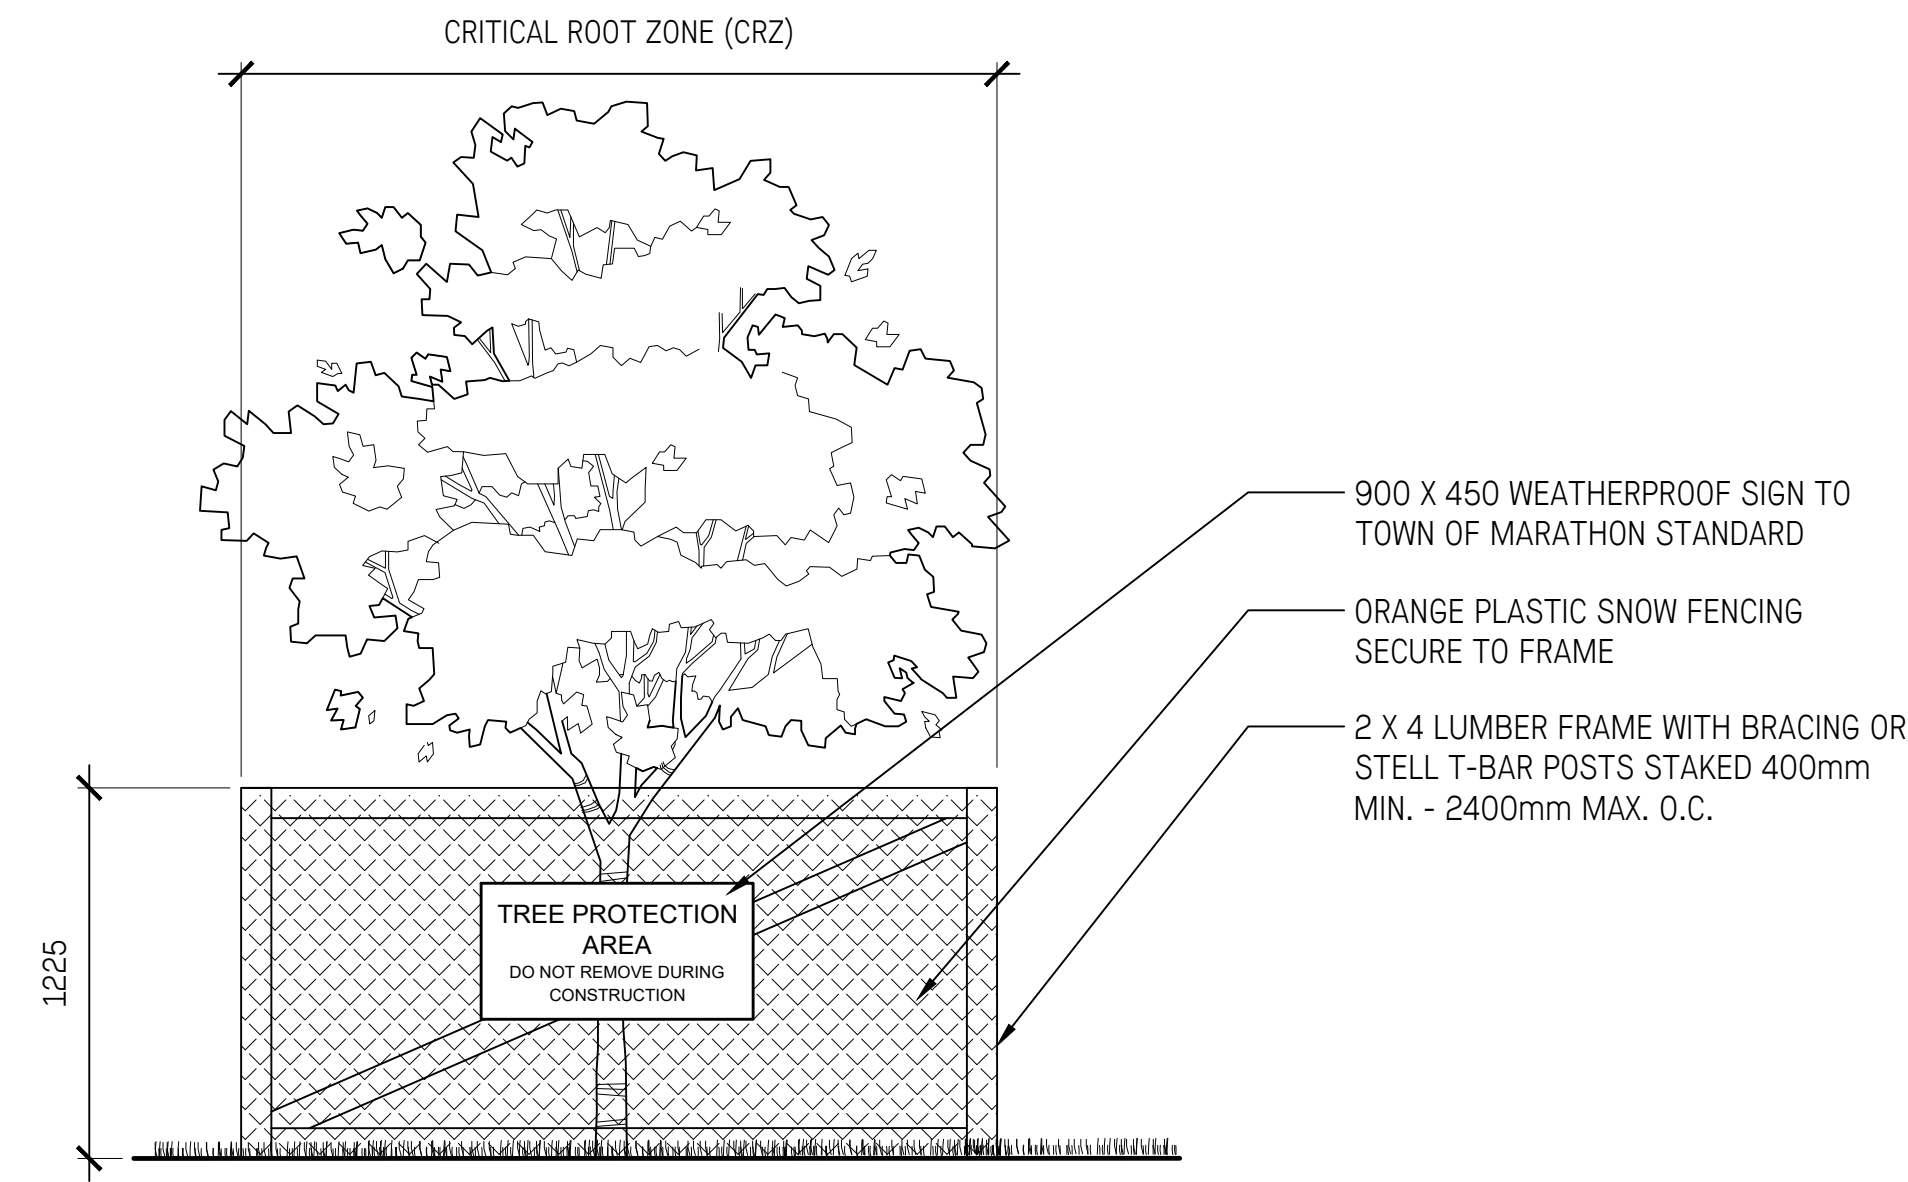 CRITICAL ROOT ZONE (CRZ)
900 X 450 WEATHERPROOF SIGN TO
TOWN OF MARATHON STANDARD
ORANGE PLASTIC SNOW FENCING
SECURE TO FRAME
2 X 4 LUMBER FRAME WITH BRACING OR
STELL T-BAR POSTS STAKED 400mm
MIN. - 2400mm MAX. O.C.
1225
TREE PROTECTION
AREA
DO NOT REMOVE DURING
CONSTRUCTION